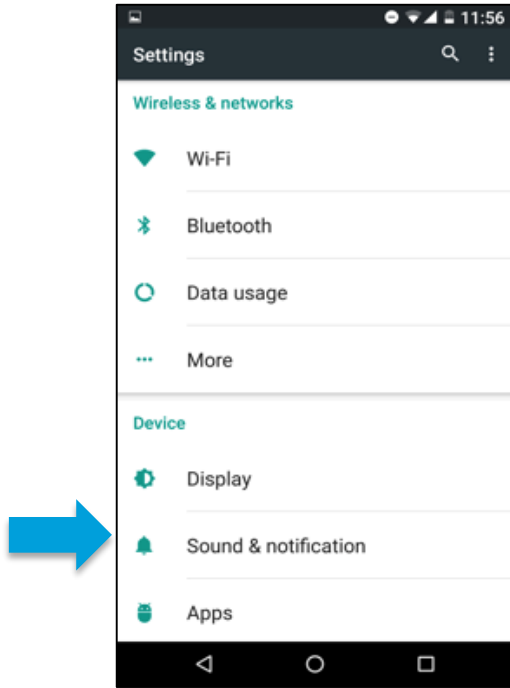 11:56
Settings
Wireless & networks
Wi-Fi
Bluetooth
Data usage
More
Device
Display
Sound & notification
Apps